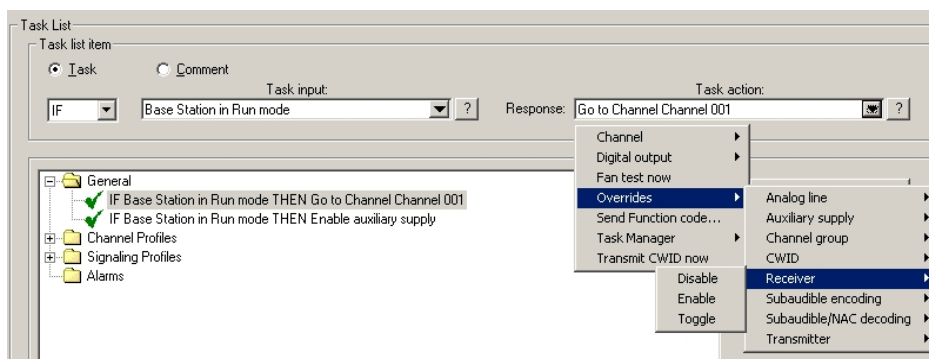 Task List
Task list item
Task Comment
Task input: Task action:
IF Base Station in Run mode ? Response: Go to Channel Channel 001 ?
Channel
Digital output
Fan test now
Overrides
Send Function code...
Task Manager
Transmit CWID now
Analog line
Auxiliary supply
Channel group
CWID
Receiver
Subaudible encoding
Subaudible/NAC decoding
Transmitter
Disable
Enable
Toggle
General
IF Base Station in Run mode THEN Go to Channel Channel 001
IF Base Station in Run mode THEN Enable auxiliary supply
Channel Profiles
Signaling Profiles
Alarms